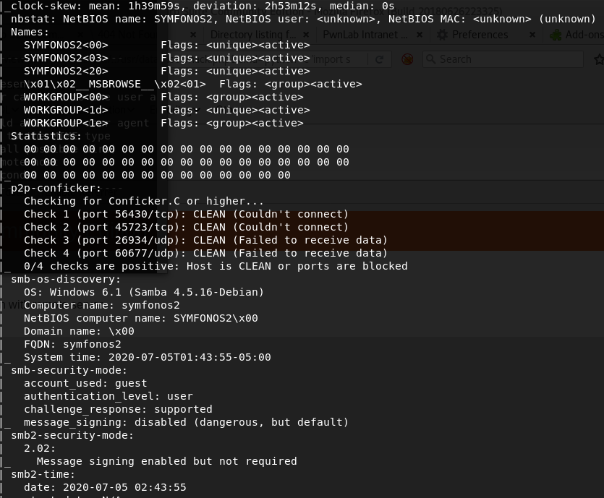 _clock-skew: mean: 1h39m59s, deviation: 2h53m12s, median: 0s
nbstat: NetBIOS name: SYMFONOS2, NetBIOS user: <unknown>, NetBIOS MAC: <unknown> (unknown)
Directory listing f... PwnLab Intranet ... Preferences Add-ons
Names:
SYMFONOS2<00> Flags: <unique><active>
SYMFONOS2<03> Flags: <unique><active>
Search
SYMFONOS2<20> Flags: <unique><active>
\x01\x02__MSBROWSE__\x02<01> Flags: <group><active>
WORKGROUP<00> Flags: <group><active>
WORKGROUP<1d> Flags: <unique><active>
WORKGROUP<1e> Flags: <group><active>
Statistics:
00 00 00 00 00 00 00 00 00 00 00 00 00 00 00 00 00
00 00 00 00 00 00 00 00 00 00 00 00 00 00 00 00 00
_ 00 00 00 00 00 00 00 00 00 00 00 00 00 00
p2p-conficker:
Checking for Conficker.C or higher...
Check 1 (port 56430/tcp): CLEAN (Couldn't connect)
Check 2 (port 45723/tcp): CLEAN (Couldn't connect)
Check 3 (port 26934/udp): CLEAN (Failed to receive data)
Check 4 (port 60677/udp): CLEAN (Failed to receive data)
_ 0/4 checks are positive: Host is CLEAN or ports are blocked
smb-os-discovery:
OS: Windows 6.1 (Samba 4.5.16-Debian)
Computer name: symfonos2
NetBIOS computer name: SYMFONOS2\x00
Domain name: \x00
FQDN: symfonos2
_ System time: 2020-07-05T01:43:55-05:00
smb-security-mode:
account_used: guest
authentication_level: user
challenge_response: supported
_ message_signing: disabled (dangerous, but default)
smb2-security-mode:
2.02:
_ Message signing enabled but not required
smb2-time:
date: 2020-07-05 02:43:55